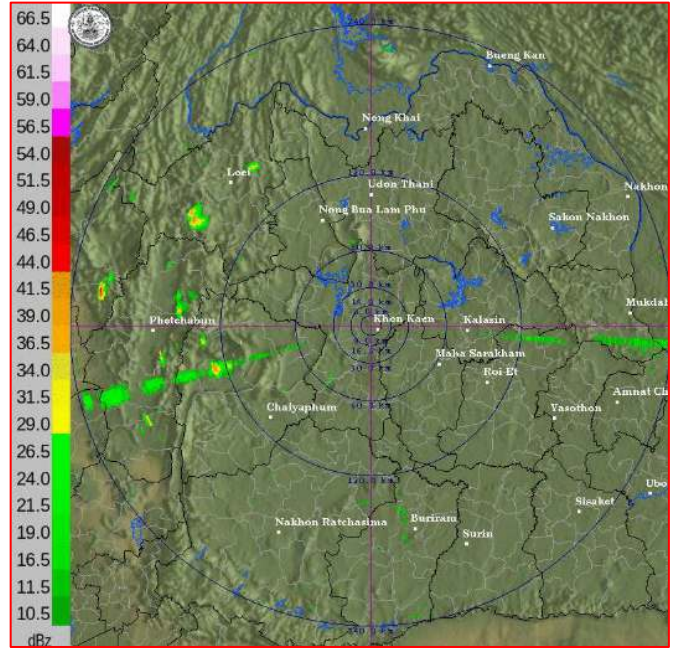 66.5
64.0
61.5
59.0
56.5
54.0
51.5
49.0
46.5
44.0
41.5
39.0
36.5
34.0
31.5
29.0
26.5
24.0
21.5
19.0
16.5
14.0
11.5
10.5
dBz
Bueng Kan
Nong Khai
Loei
Udon Thani
Nakhon
Nong Bua Lam Phu
Sakon Nakhon
Mukdah
Phetchabun
Khon Kaen
Kalasin
Maha Sarakham
Roi Et
Chaiyaphum
Amnat Ch
Yasothon
Ubo
Sisaket
Nakhon Ratchasima
Buriram
Surin